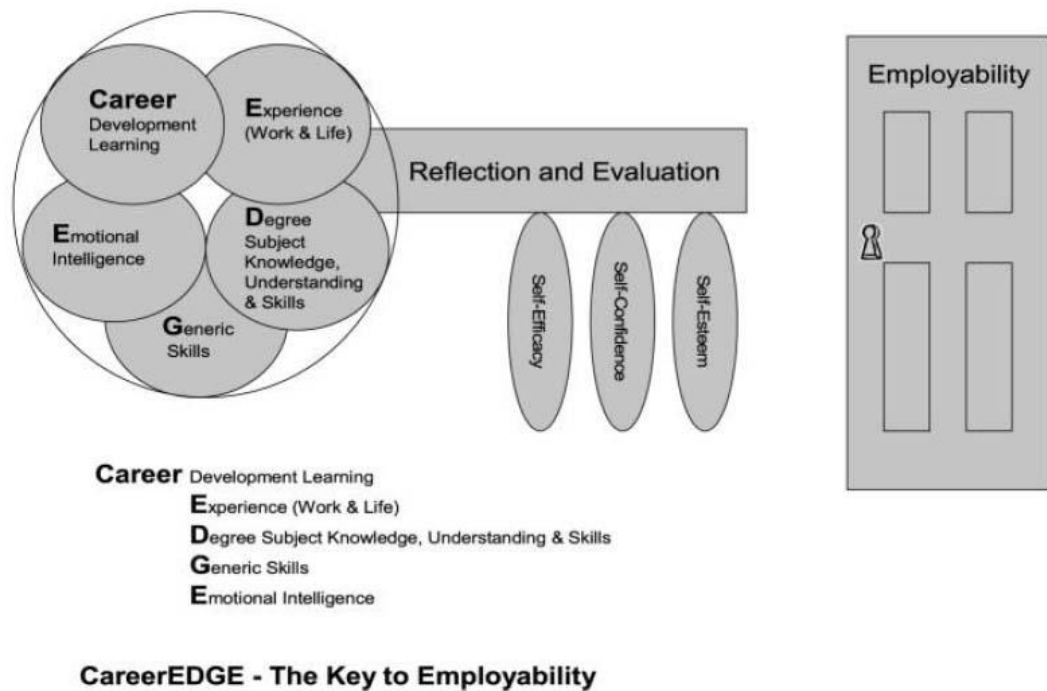 Career
Development
Learning
Experience
(Work & Life)
Emotional
Intelligence
Degree
Subject
Knowledge,
Understanding
& Skills
Generic
Skills
Reflection and Evaluation
Self-Efficacy
Self-Confidence
Self-Esteem
Employability
Career Development Learning
Experience (Work & Life)
Degree Subject Knowledge, Understanding & Skills
Generic Skills
Emotional Intelligence
CareerEDGE - The Key to Employability